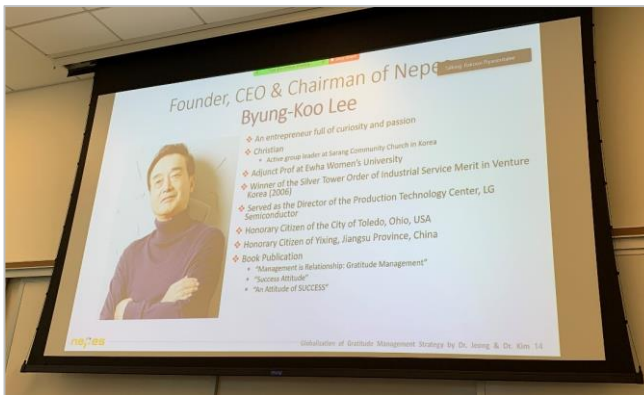 Founder, CEO & Chairman of Nepe
Byung-Koo Lee
❖ An entrepreneur full of curiosity and passion
❖ Christian
• Active group leader at Sarang Community Church in Korea
❖ Adjunct Prof at Ewha Women's University
❖ Winner of the Silver Tower Order of Industrial Service Merit in Venture
Korea (2006)
❖ Served as the Director of the Production Technology Center, LG
Semiconductor
❖ Honorary Citizen of the City of Toledo, Ohio, USA
❖ Honorary Citizen of Yixing, Jiangsu Province, China
❖ Book Publication
• "Management is Relationship: Gratitude Management"
• "Success Attitude"
• "An Attitude of SUCCESS"
nepes
Globalization of Gratitude Management Strategy by Dr. Jeong & Dr. Kim 14